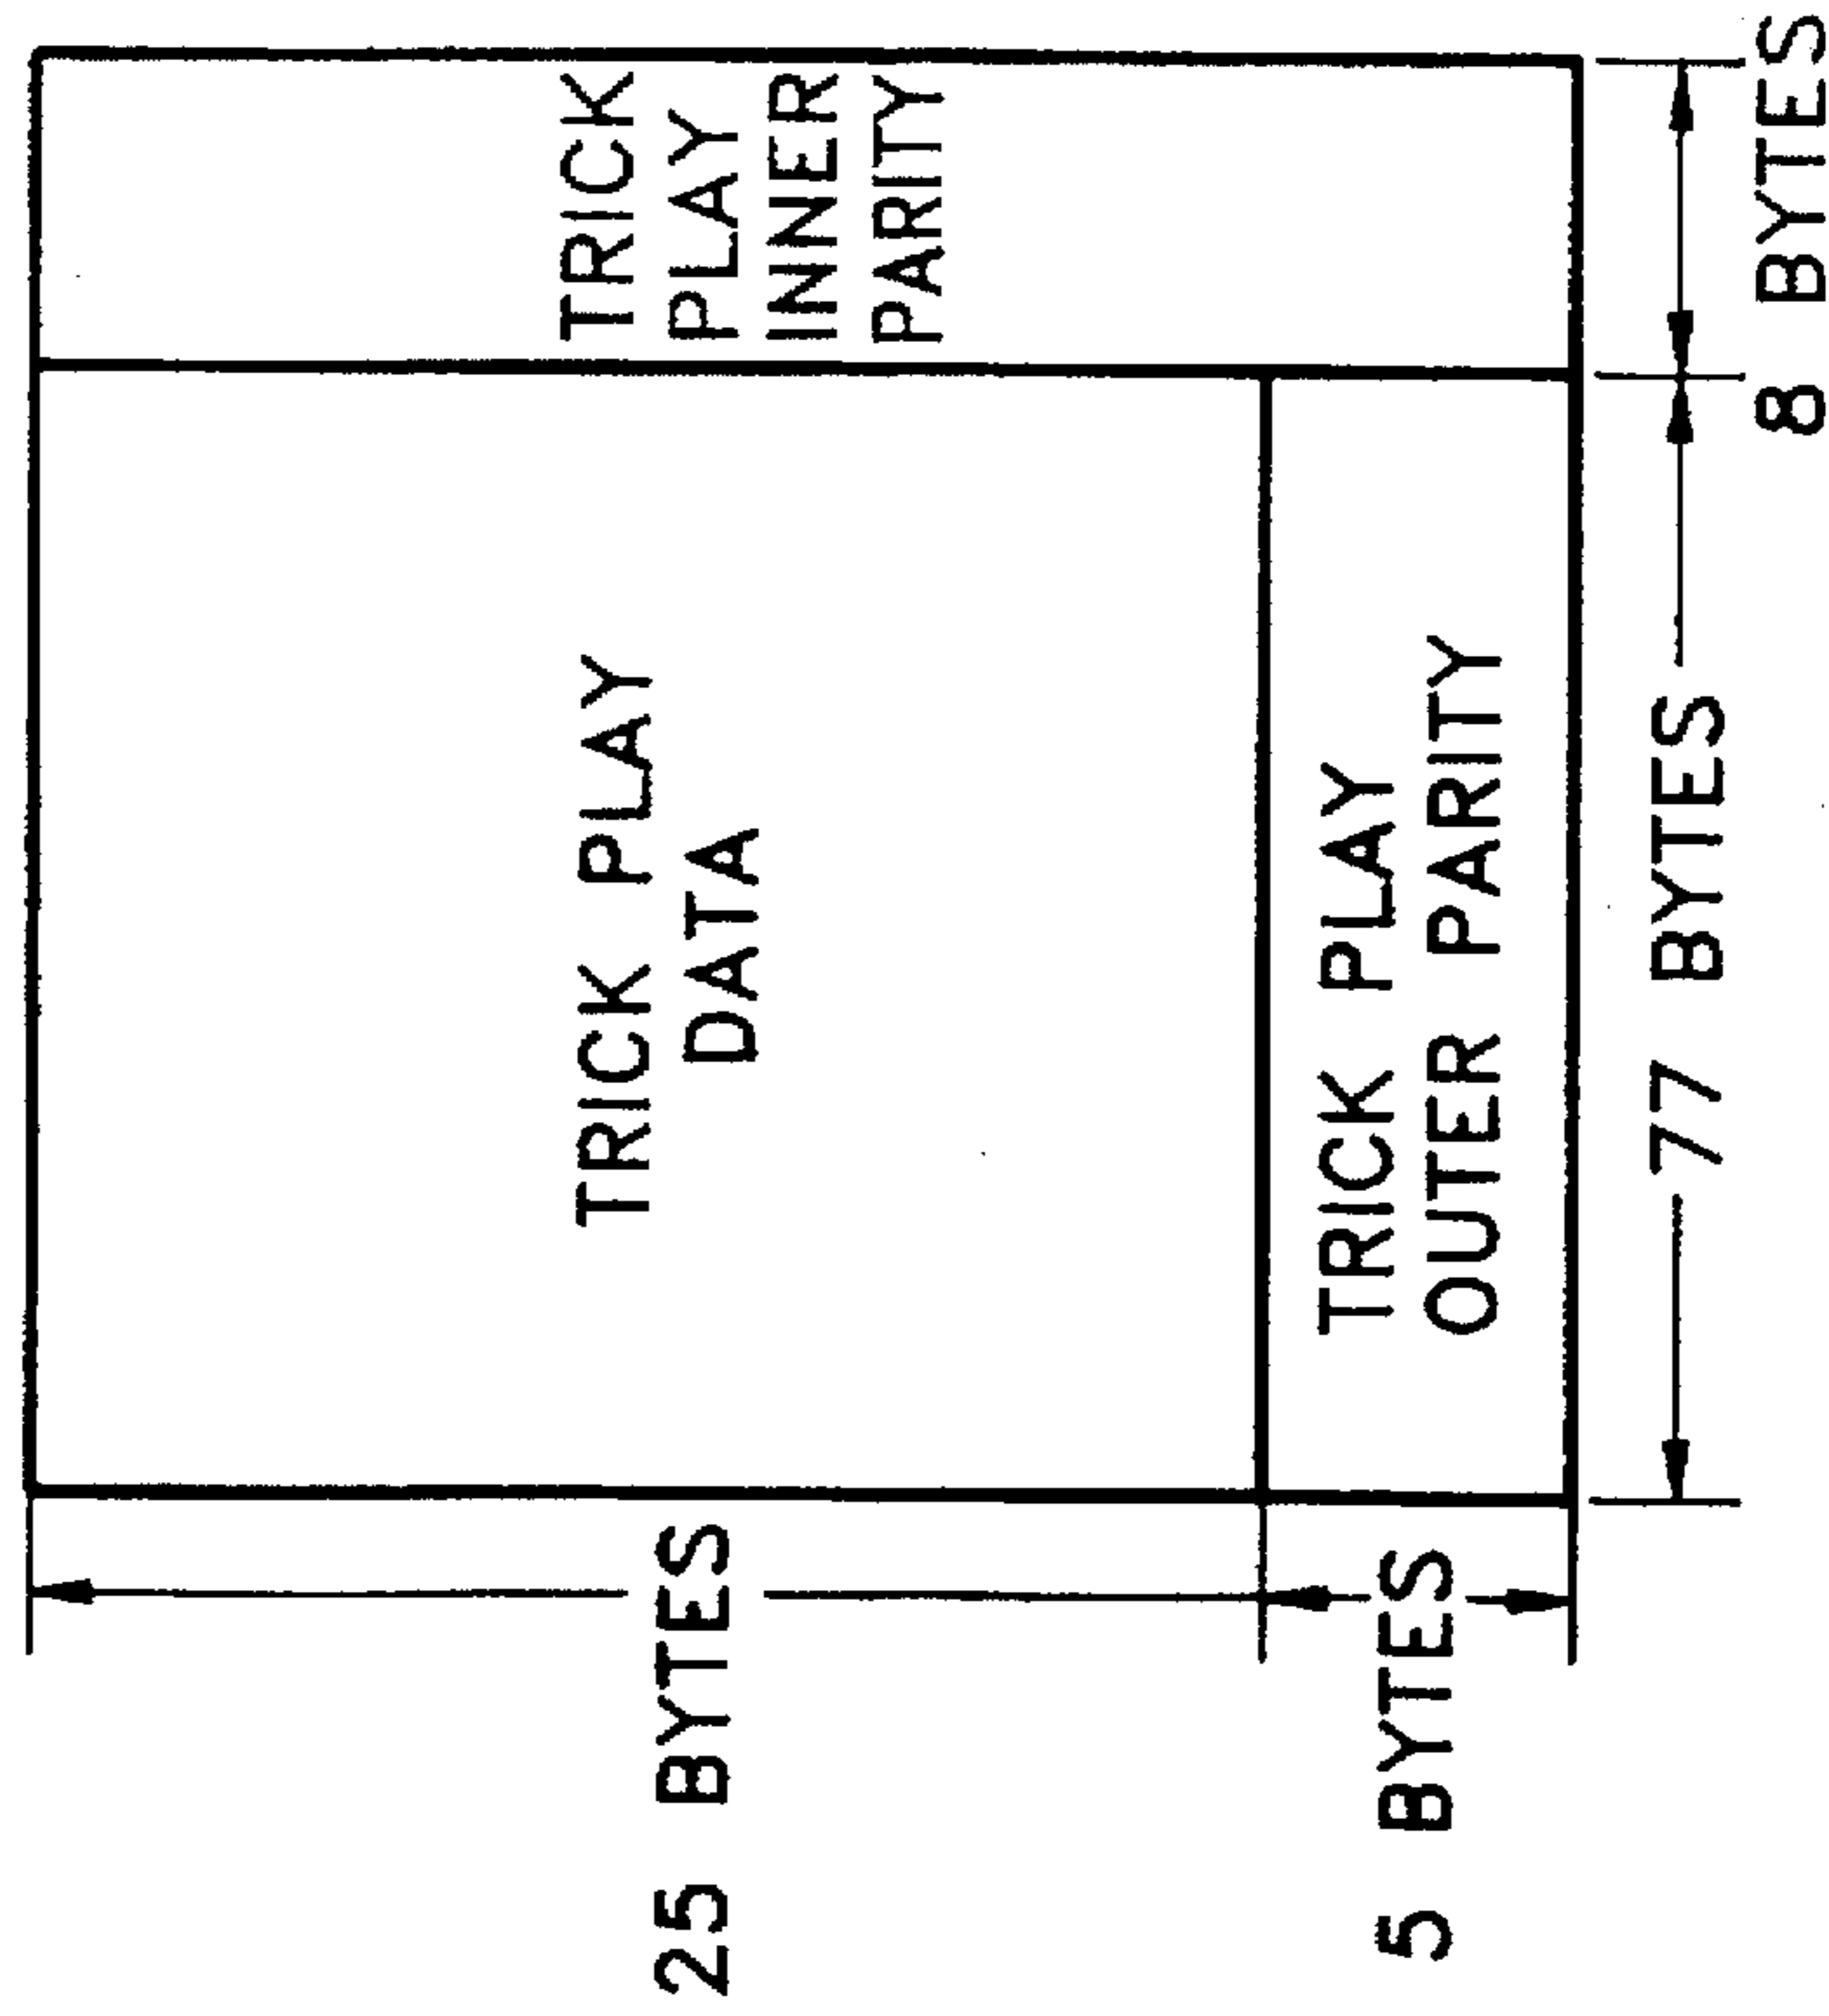 25 BYTES
TRICK PLAY
DATA
TRICK
PLAY
INNER
PARITY
5 BYTES
TRICK PLAY
OUTER PARITY
77 BYTES
8 BYTES